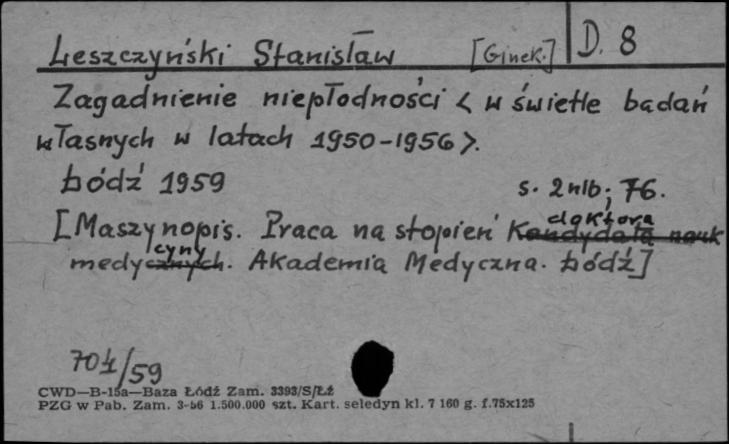 Leszczyński Stanisław [Ginek.] D. 8
Zagadnienie niepłodności < w świetle badań
własnych w latach 1950-1956 >.
Łódź 1959 s. 2 nlb; 76.
[Maszynopis. Praca na stopień Kandydata nauk doktora
medycznych cyny. Akademia Medyczna. Łódź]
704/59
CWD—B-15a—Baza Łódź Zam. 3393/S/Łź
PZG w Pab. Zam. 3-56 1.500.000 szt. Kart. seledyn kl. 7 160 g. f.75x125